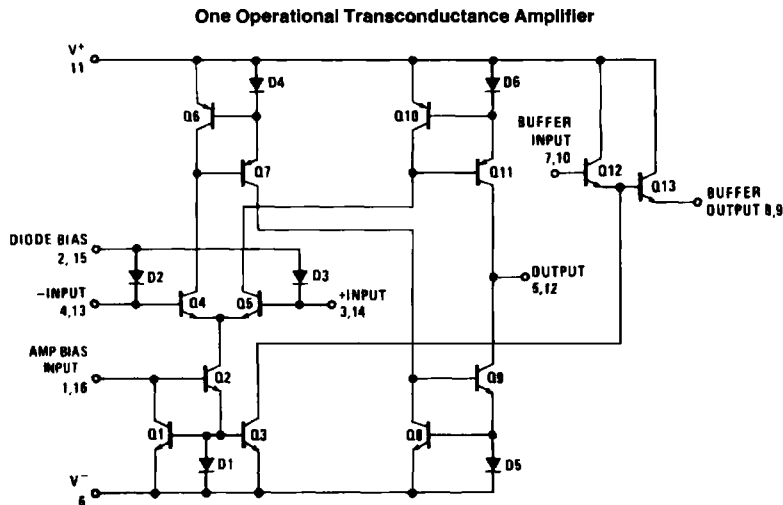 One Operational Transconductance Amplifier
V+
11
D4
D6
Q6
Q10
BUFFER
INPUT
7,10
Q12
Q7
Q11
Q13
BUFFER
OUTPUT 8,9
DIODE BIAS
2, 15
D2
D3
OUTPUT
5,12
-INPUT
4,13
Q4
Q5
+INPUT
3,14
AMP BIAS
INPUT
1,16
Q2
Q9
Q1
Q3
Q8
D1
D5
V-
6